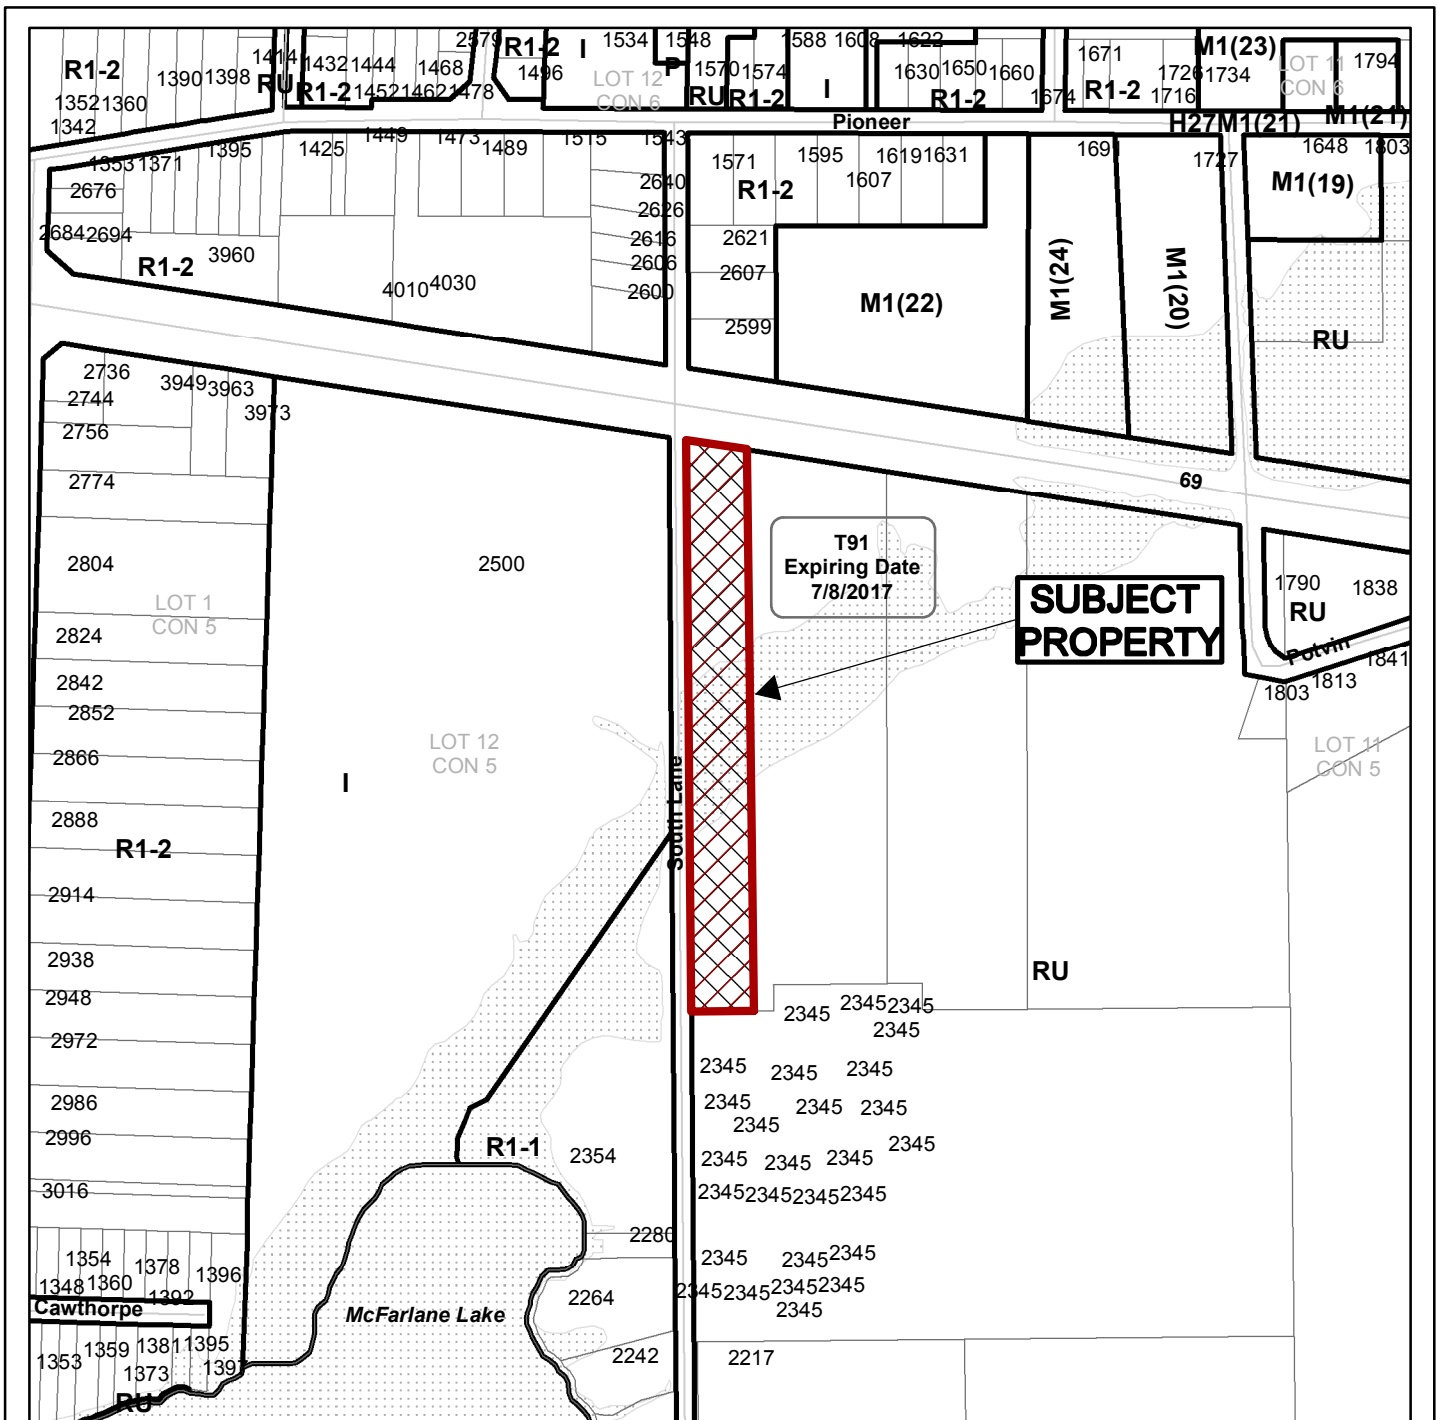 1414
2579
R1-2
I
1534
1548
1588
1608
1622
M1(23)
R1-2
1390
1398
RU
1432
1444
1468
1496
LOT 12
CON 6
P
1570
1574
I
1630
1650
1660
1671
1726
1734
LOT 11
CON 6
1794
1352
1360
R1-2
1452
1462
1478
RU
R1-2
R1-2
1674
R1-2
1716
1342
Pioneer
H27M1(21)
M1(21)
1353
1371
1395
1425
1449
1473
1489
1515
1543
1571
1595
1619
1631
1691
1727
1648
1803
2676
2640
R1-2
1607
M1(19)
2626
2684
2694
2616
2621
R1-2
3960
2606
2607
M1(24)
M1(20)
4010
4030
2600
M1(22)
2599
RU
2736
3949
3963
2744
3973
2756
2774
69
T91
Expiring Date
7/8/2017
2804
2500
SUBJECT
PROPERTY
1790
1838
RU
LOT 1
CON 5
2824
Potvin
1841
2842
1803
1813
2852
LOT 12
CON 5
LOT 11
CON 5
2866
I
South Lane
2888
R1-2
2914
2938
RU
2948
2345
2345
2345
2345
2972
2345
2345
2345
2986
2345
2345
2345
2345
2996
R1-1
2354
2345
2345
2345
2345
3016
2345
2345
2345
2345
2280
1354
1378
1396
2345
2345
2345
1348
1360
1392
2264
2345
2345
2345
2345
2345
Cawthorpe
McFarlane Lake
1353
1359
1381
1395
2242
2217
1373
1397
RU